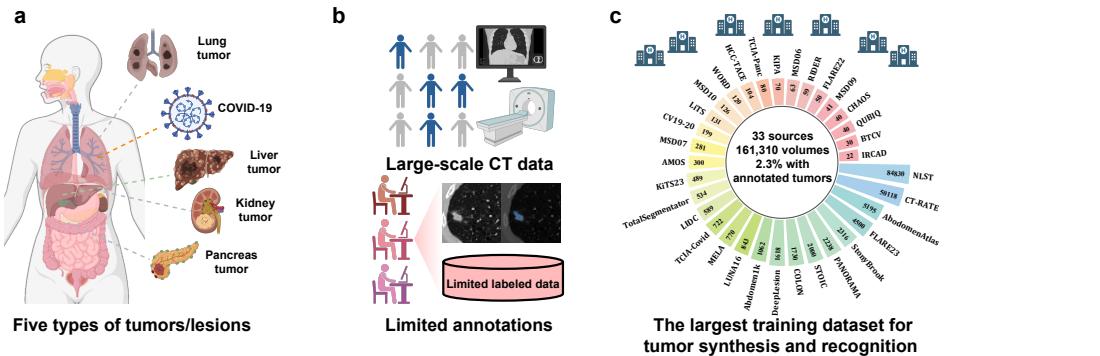 a
Lung
tumor
COVID-19
Liver
tumor
Kidney
tumor
Pancreas
tumor
Five types of tumors/lesions
b
Large-scale CT data
Limited labeled data
Limited annotations
c
33 sources
161,310 volumes
2.3% with
annotated tumors
NLST 84830
CT-RATE 50118
AbodomenAtlas 5195
FLARE23 4500
StonyBrook 2316
PANORAMA 2238
STOIC 2000
COLON 1730
DeepLesion 1618
Abdomen1k 1062
LUNA16 843
MELA 770
TCIA-Covid 722
LIDC 589
TotalSegmentator 534
KiTS23 489
AMOS 300
MSD07 281
CV19-20 199
LiTS 131
MSD10 126
WORD 120
HCC-TACE 104
TCIA-Panc 80
KIPA 70
MSD06 63
RIDER 59
FLARE22 50
MSD09 41
CHAOS 40
QUBIQ 40
BTCV 30
IRCAD 22
The largest training dataset for
tumor synthesis and recognition